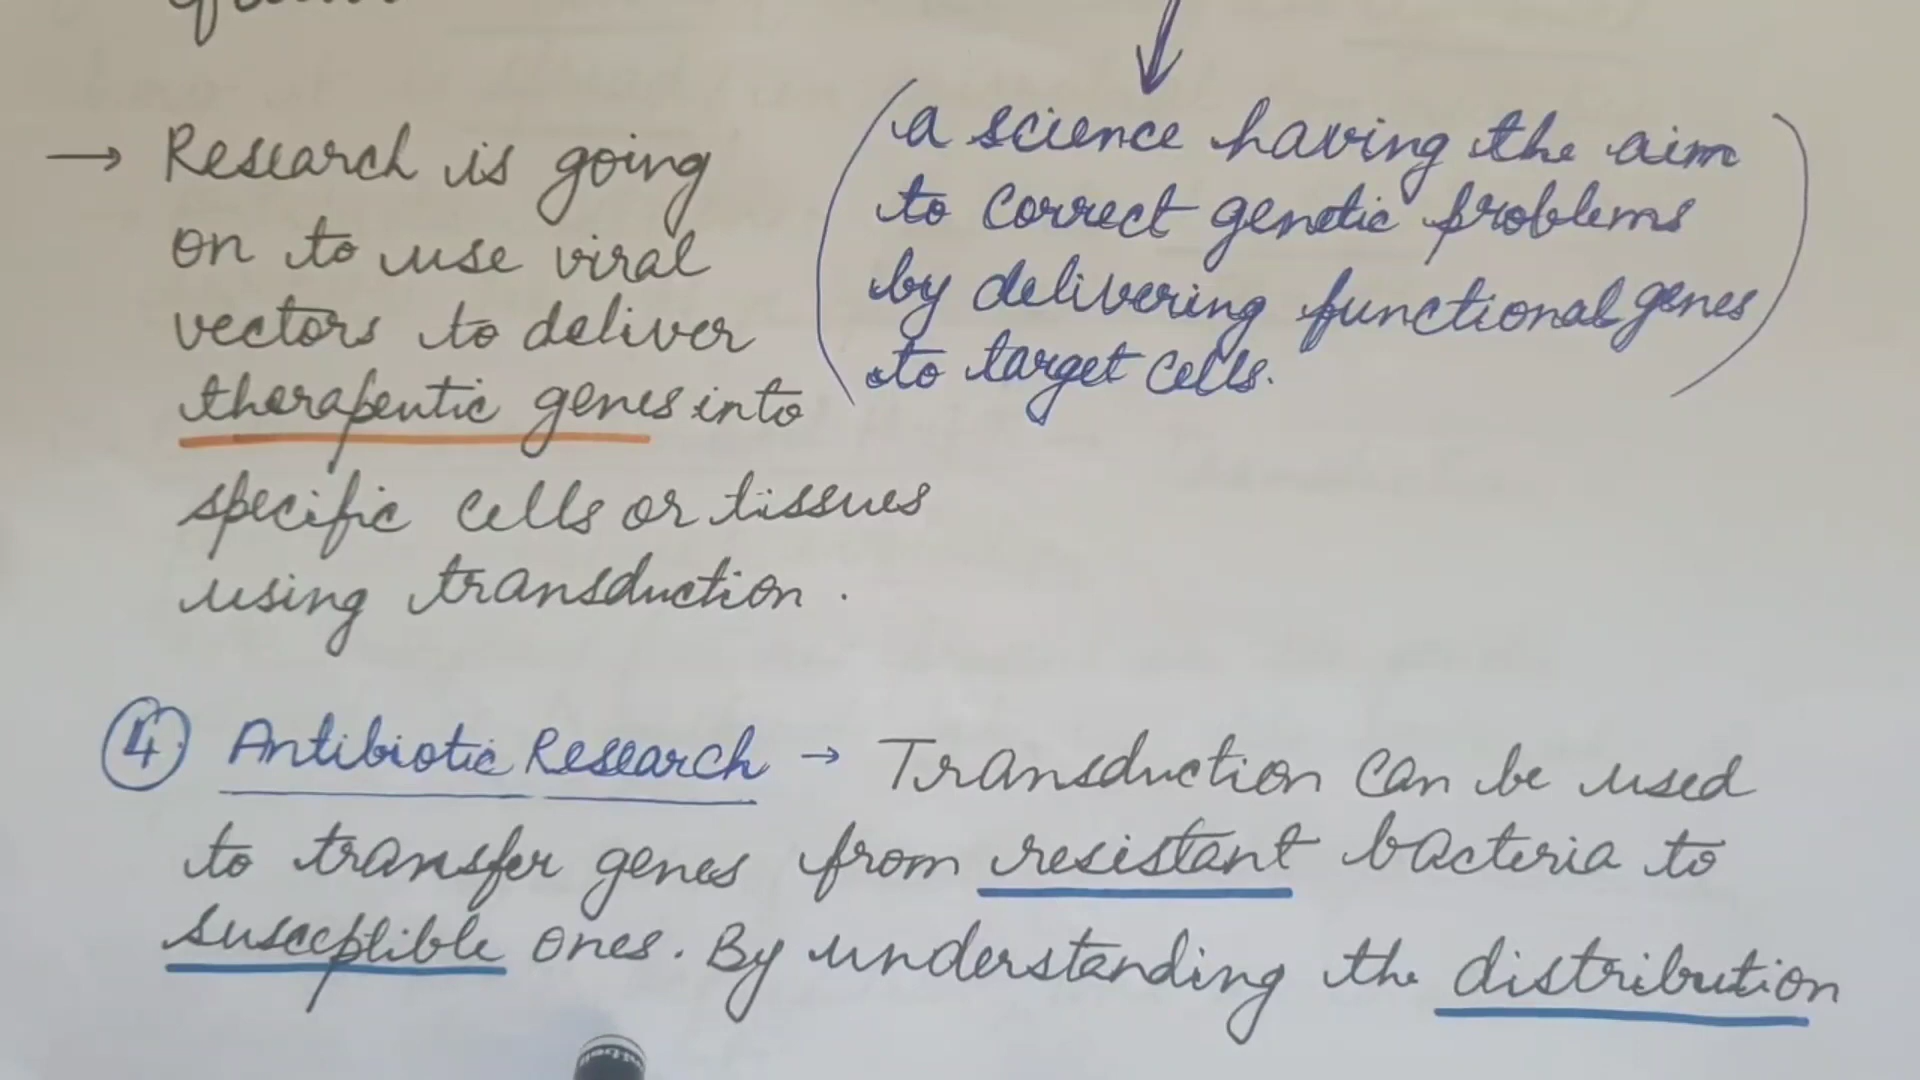 → Research is going
on to use viral
vectors to deliver
therapeutic genes into
specific cells or tissues
using transduction.
(a science having the aim
to correct genetic problems
by delivering functional genes
to target cells.)
④ Antibiotic Research → Transduction can be used
to transfer genes from resistant bacteria to
susceptible ones. By understanding the distribution